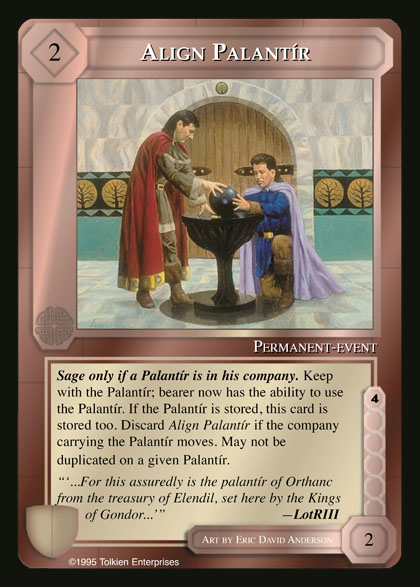 2
Align Palantír
Permanent-event
Sage only if a Palantír is in his company. Keep
with the Palantír; bearer now has the ability to use
the Palantír. If the Palantír is stored, this card is
stored too. Discard Align Palantír if the company
carrying the Palantír moves. May not be
duplicated on a given Palantír.
4
“‘...For this assuredly is the palantír of Orthanc
from the treasury of Elendil, set here by the Kings
of Gondor...’” —LotRIII
Art by Eric David Anderson
2
©1995 Tolkien Enterprises